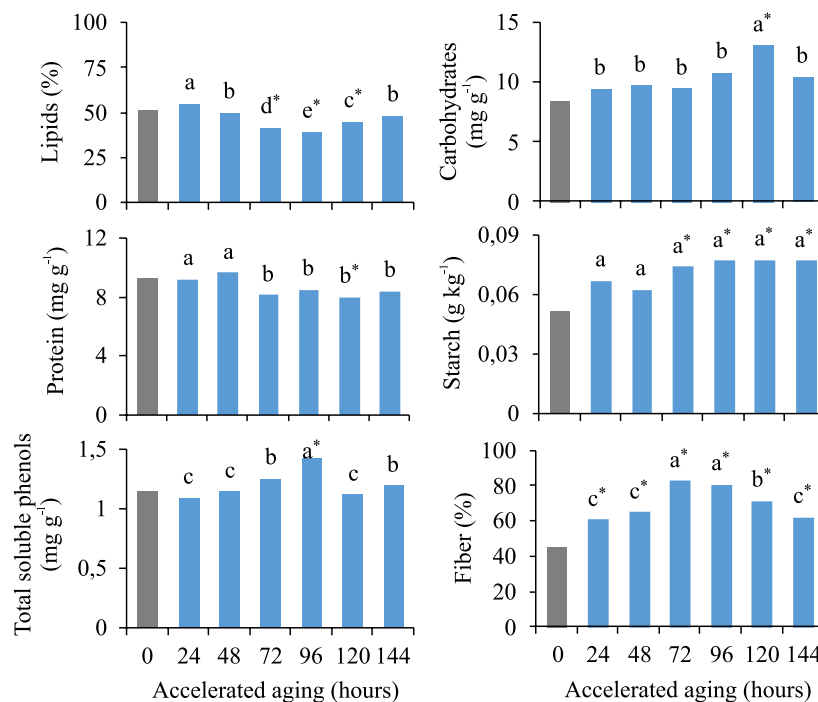 100
75
50
25
0
Lipids (%)
a
b
d*
e*
c*
b
15
10
5
0
Carbohydrates
(mg g-1)
b
b
b
b
a*
b
12
9
8
4
0
Protein (mg g-1)
a
a
b
b
b*
b
0,09
0,06
0,03
0
Starch (g kg-1)
a
a
a*
a*
a*
a*
1,5
1
0,5
0
Total soluble phenols
(mg g-1)
c
c
b
a*
c
b
0 24 48 72 96 120 144
Accelerated aging (hours)
100
80
60
40
20
0
Fiber (%)
c*
c*
a*
a*
b*
c*
0 24 48 72 96 120 144
Accelerated aging (hours)